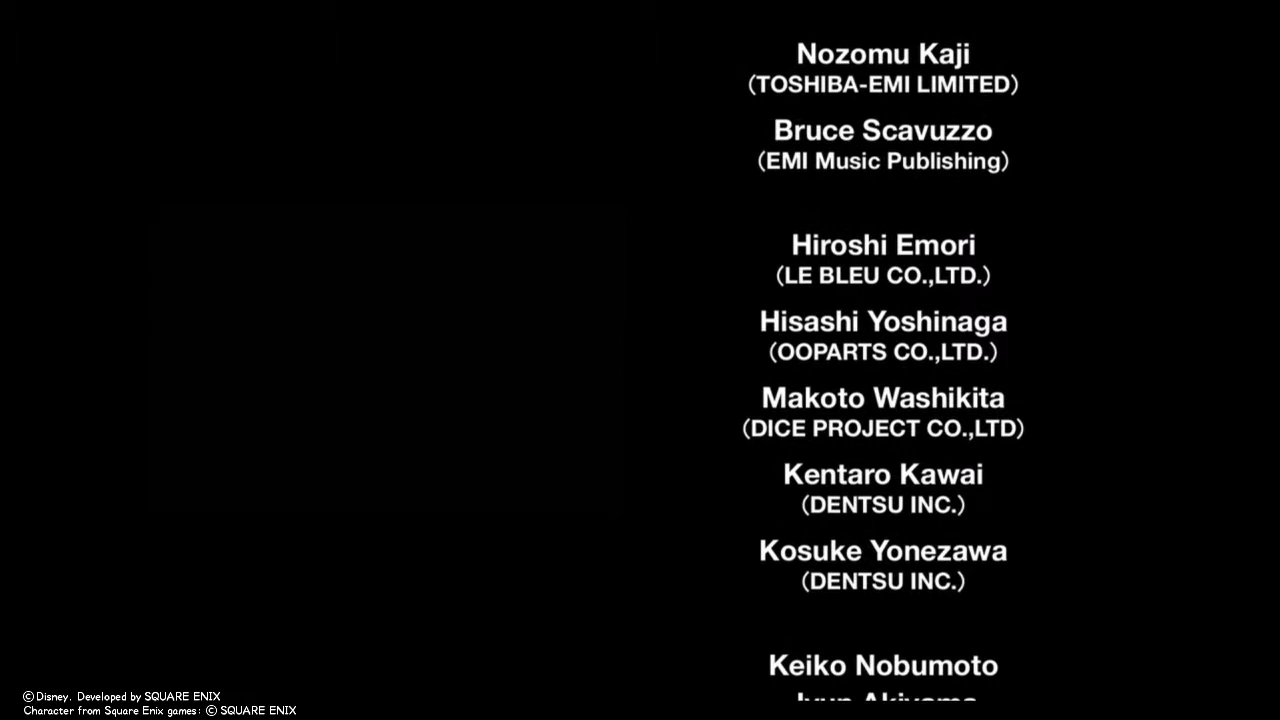 Nozomu Kaji
(TOSHIBA-EMI LIMITED)
Bruce Scavuzzo
(EMI Music Publishing)
Hiroshi Emori
(LE BLEU CO.,LTD.)
Hisashi Yoshinaga
(OOPARTS CO.,LTD.)
Makoto Washikita
(DICE PROJECT CO.,LTD)
Kentaro Kawai
(DENTSU INC.)
Kosuke Yonezawa
(DENTSU INC.)
Keiko Nobumoto
©Disney. Developed by SQUARE ENIX
Character from Square Enix games: © SQUARE ENIX